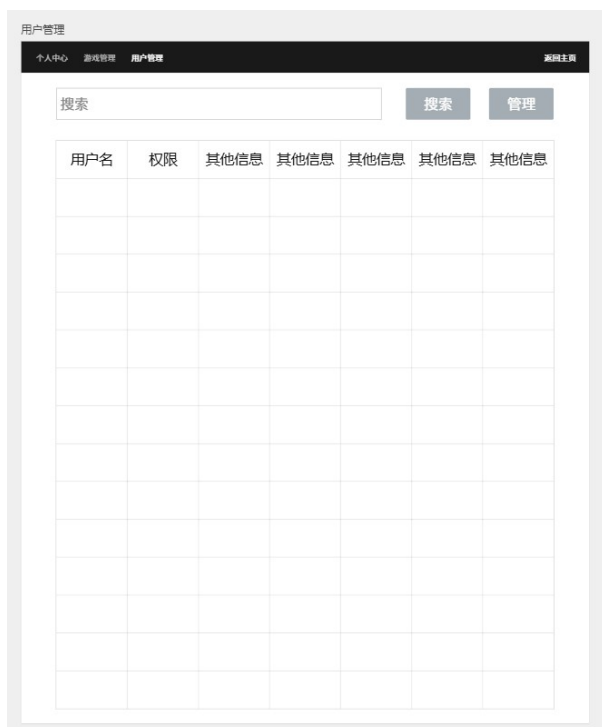 用户管理
个人中心 游戏管理 用户管理 返回主页
搜索 搜索 管理
用户名 权限 其他信息 其他信息 其他信息 其他信息 其他信息